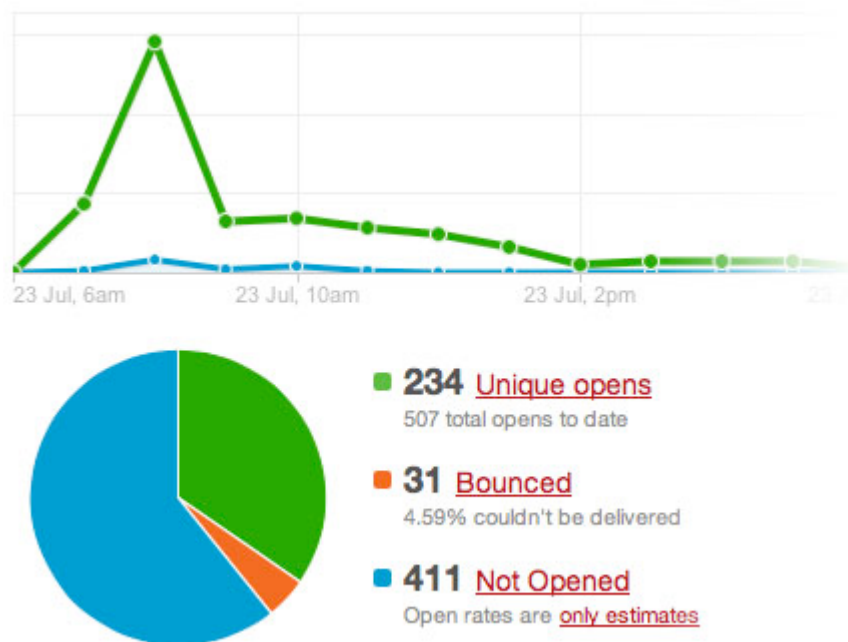 23 Jul, 6am
23 Jul, 10am
23 Jul, 2pm
234 Unique opens
507 total opens to date
31 Bounced
4.59% couldn't be delivered
411 Not Opened
Open rates are only estimates